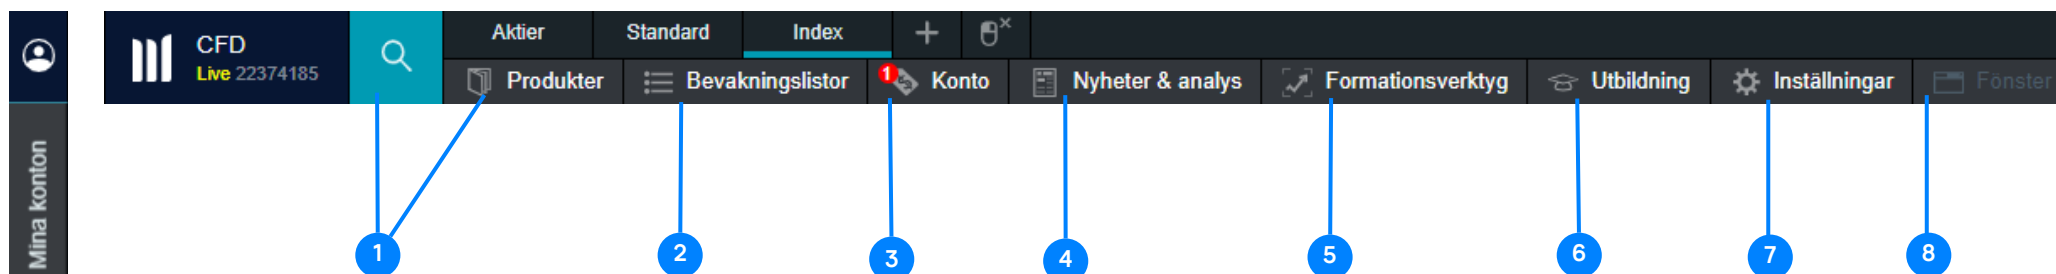 CFD
Live 22374185
Aktier Standard Index
Produkter Bevakningslistor 1 Konto Nyheter & analys Formationsverktyg Utbildning Inställningar Fönster
Mina konton
1 2 3 4 5 6 7 8